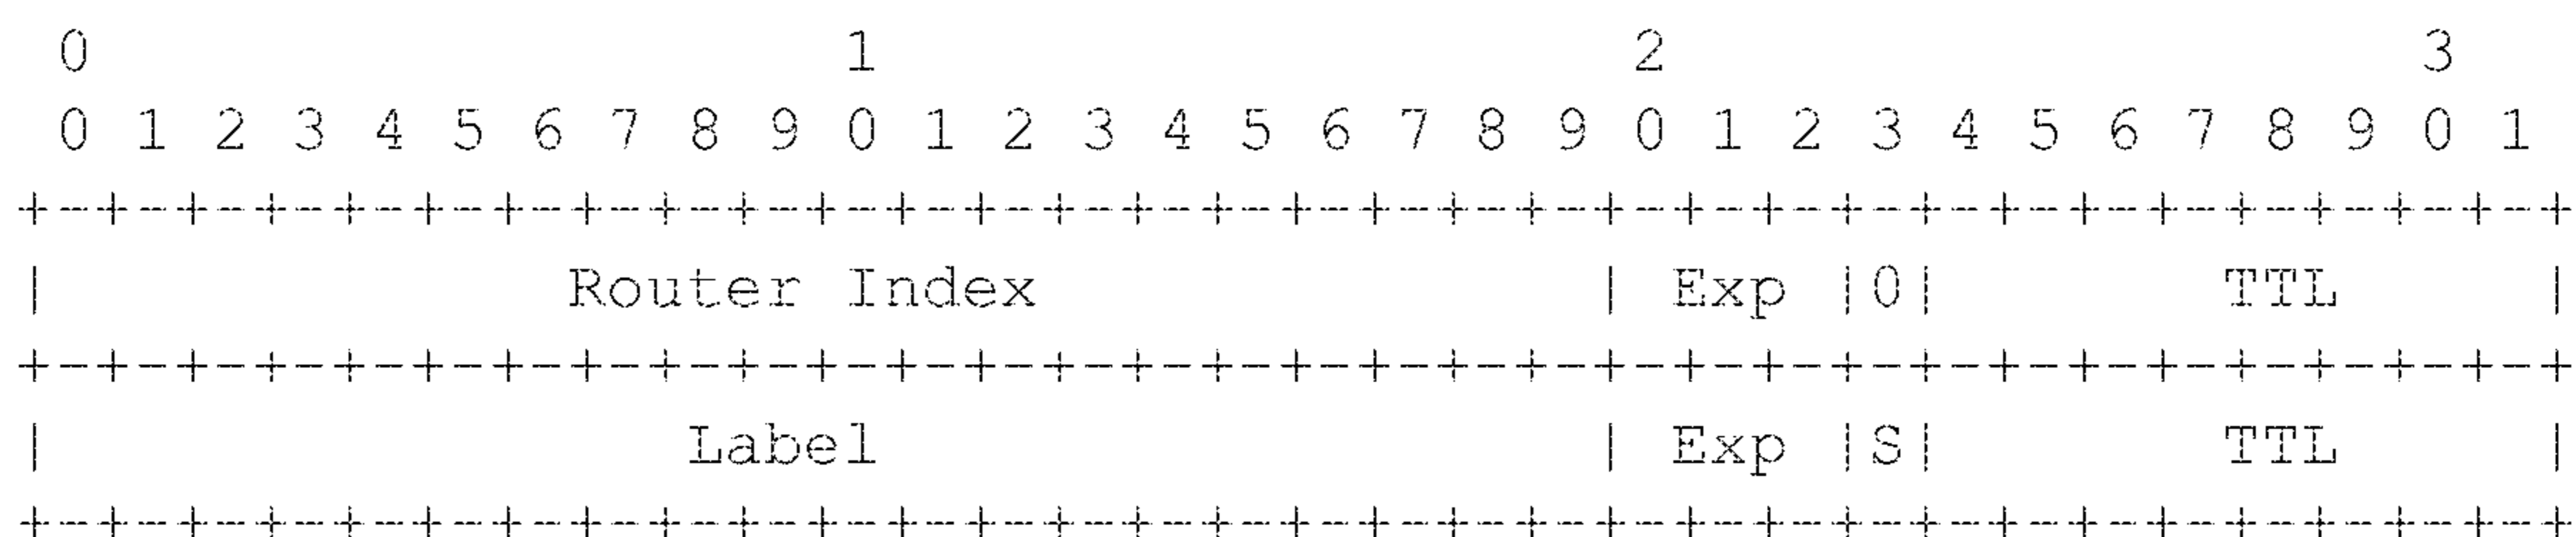 0                   1                   2                   3
 0 1 2 3 4 5 6 7 8 9 0 1 2 3 4 5 6 7 8 9 0 1 2 3 4 5 6 7 8 9 0 1
+-+-+-+-+-+-+-+-+-+-+-+-+-+-+-+-+-+-+-+-+-+-+-+-+-+-+-+-+-+-+-+-+
|             Router Index              | Exp |0|       TTL     |
+-+-+-+-+-+-+-+-+-+-+-+-+-+-+-+-+-+-+-+-+-+-+-+-+-+-+-+-+-+-+-+-+
|                Label                  | Exp |S|       TTL     |
+-+-+-+-+-+-+-+-+-+-+-+-+-+-+-+-+-+-+-+-+-+-+-+-+-+-+-+-+-+-+-+-+